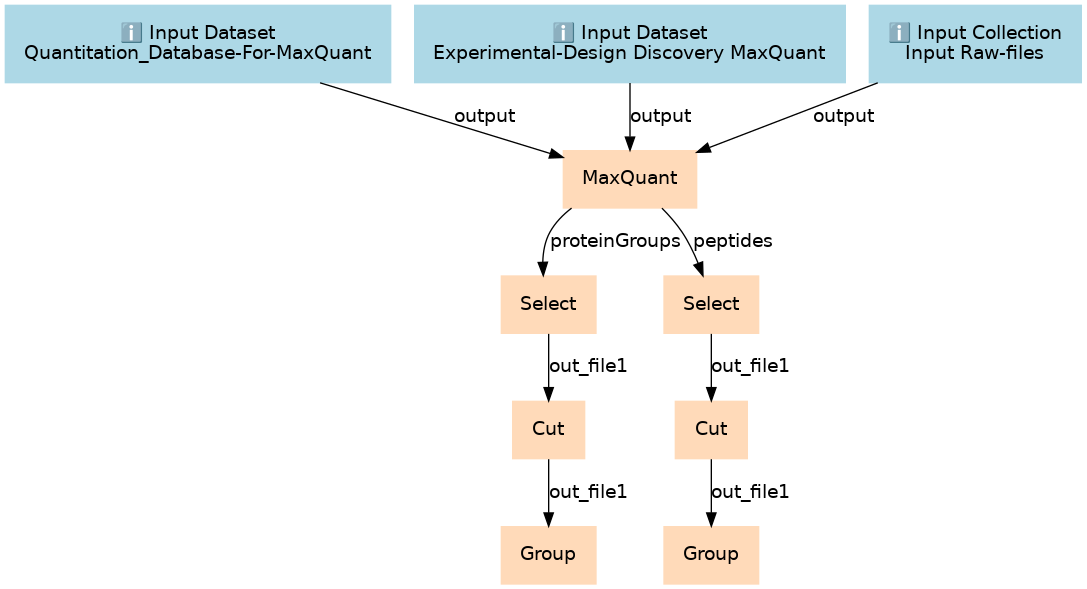 ℹ️ Input Dataset
Quantitation_Database-For-MaxQuant
ℹ️ Input Dataset
Experimental-Design Discovery MaxQuant
ℹ️ Input Collection
Input Raw-files
output
output
output
MaxQuant
proteinGroups
peptides
Select
Select
out_file1
out_file1
Cut
Cut
out_file1
out_file1
Group
Group